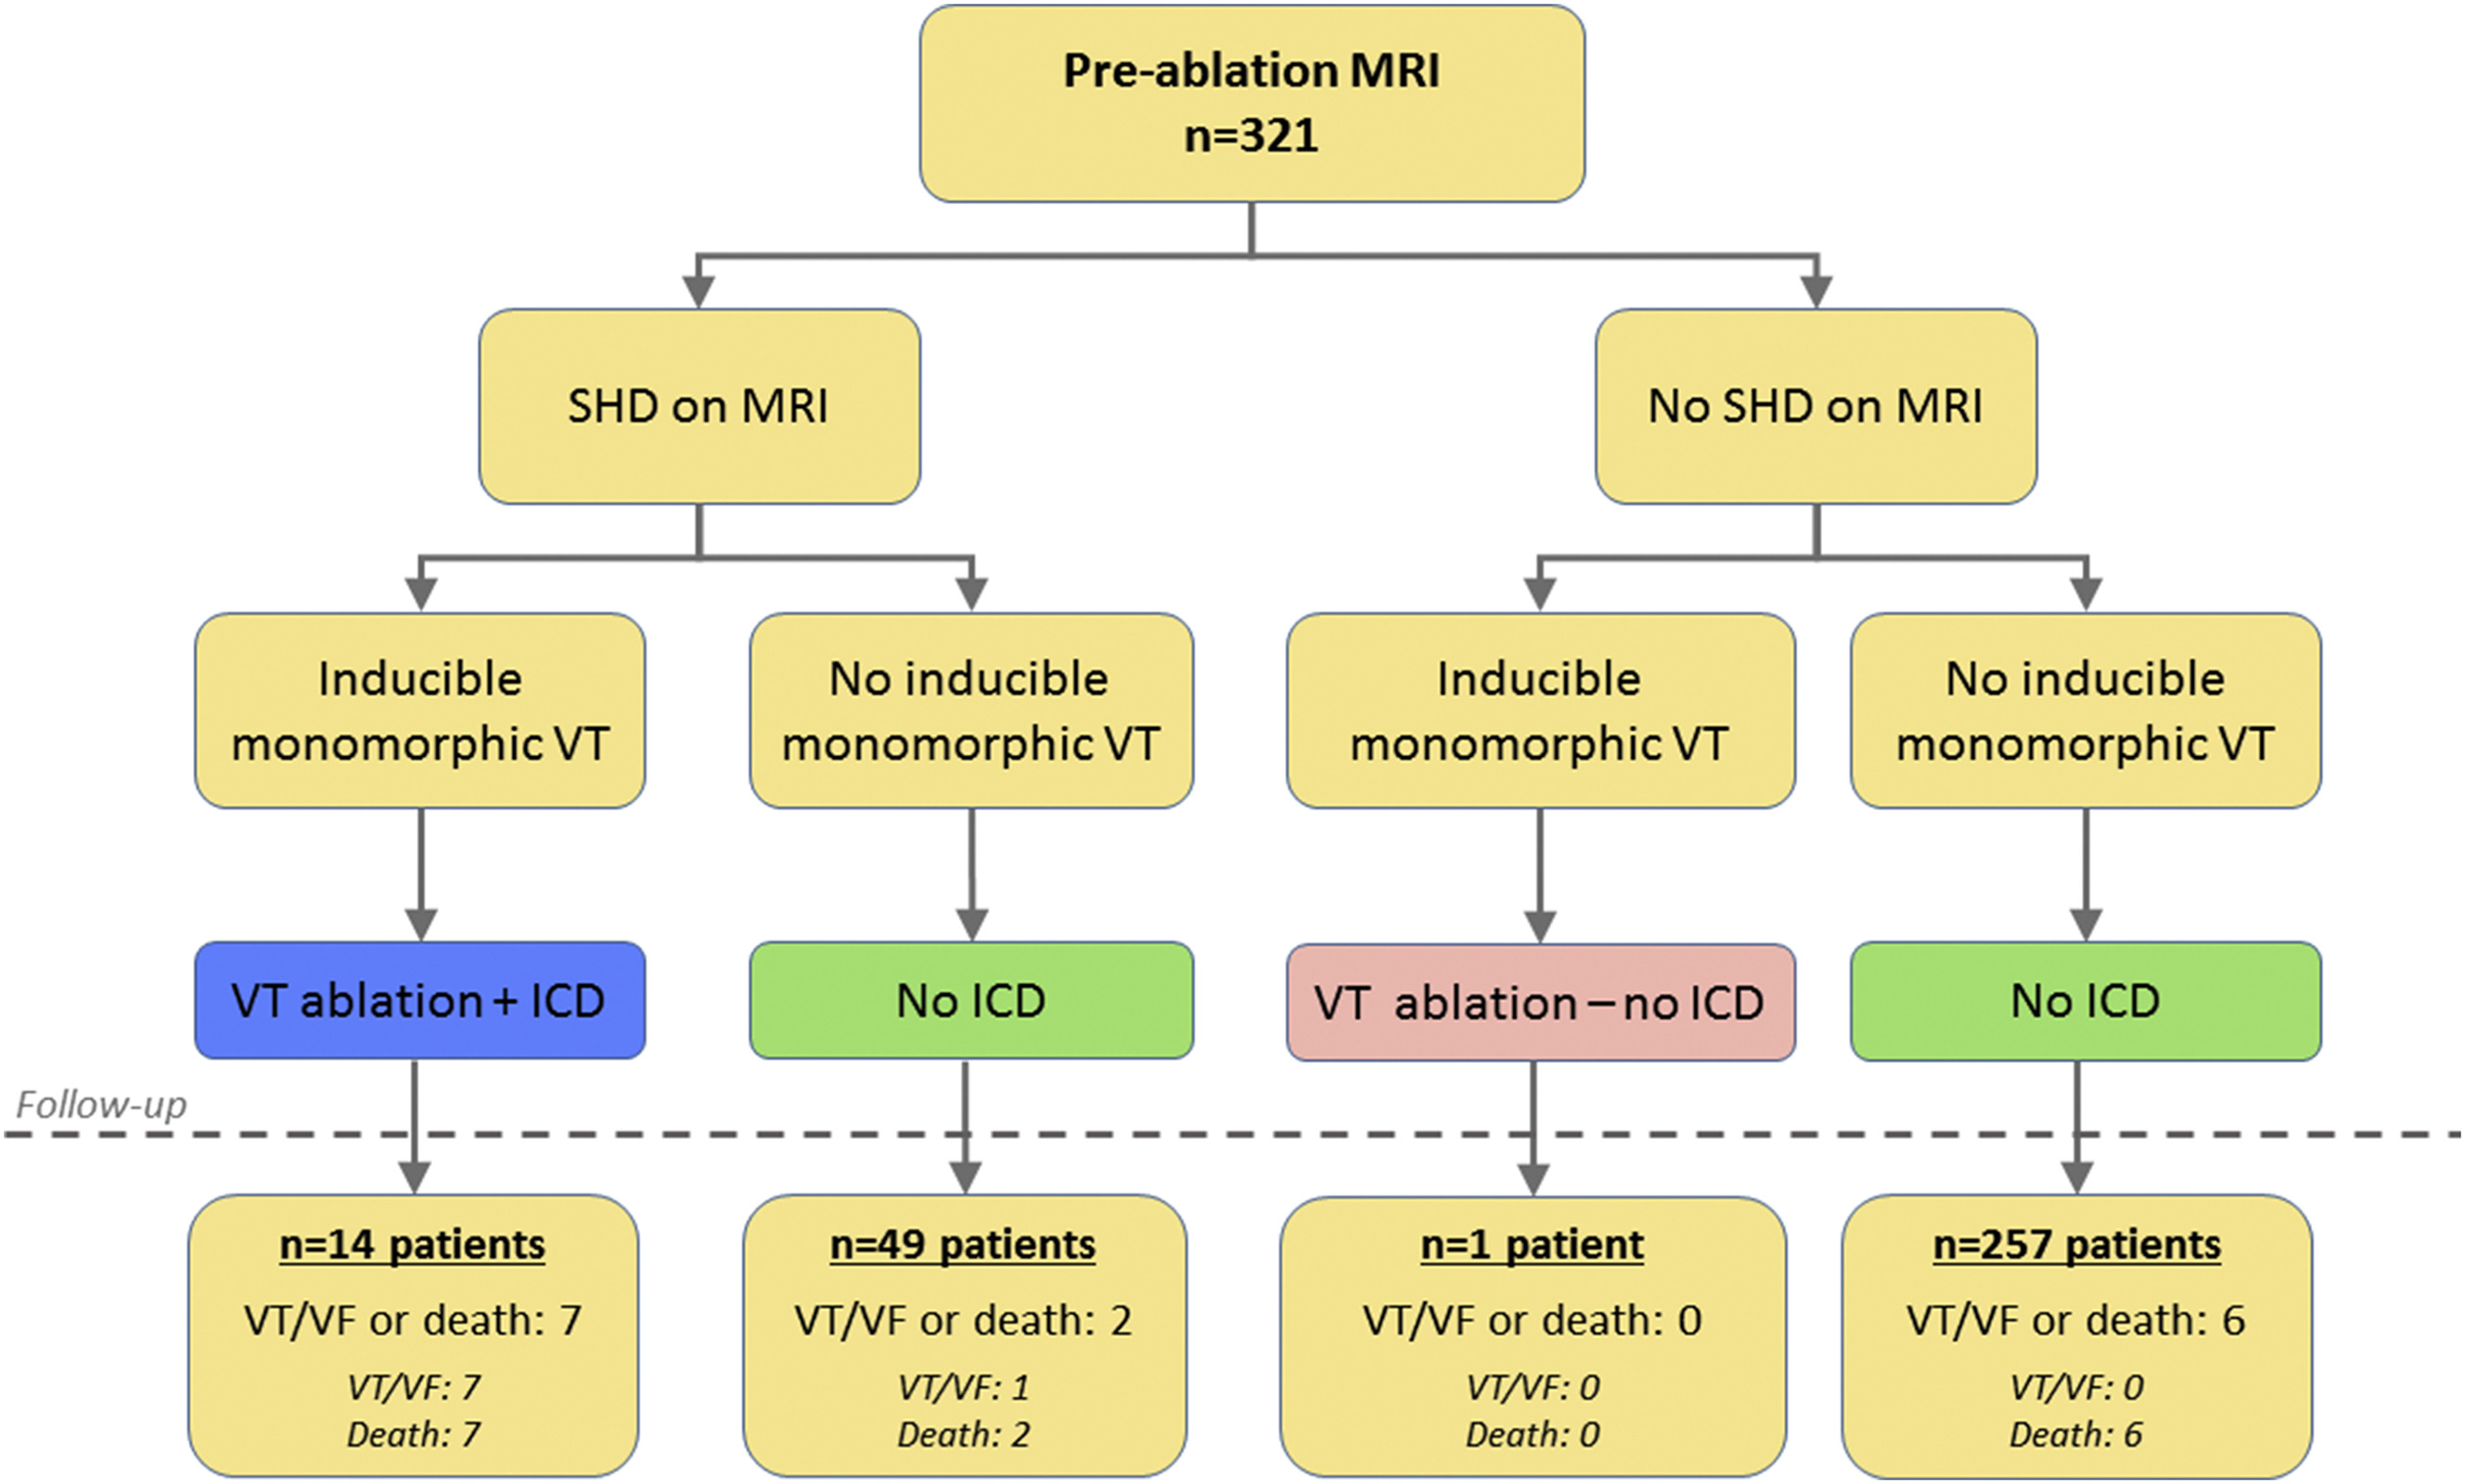 Pre-ablation MRI
n=321
SHD on MRI
No SHD on MRI
Inducible
monomorphic VT
No inducible
monomorphic VT
Inducible
monomorphic VT
No inducible
monomorphic VT
VT ablation + ICD
No ICD
VT ablation – no ICD
No ICD
Follow-up
n=14 patients
VT/VF or death: 7
VT/VF: 7
Death: 7
n=49 patients
VT/VF or death: 2
VT/VF: 1
Death: 2
n=1 patient
VT/VF or death: 0
VT/VF: 0
Death: 0
n=257 patients
VT/VF or death: 6
VT/VF: 0
Death: 6